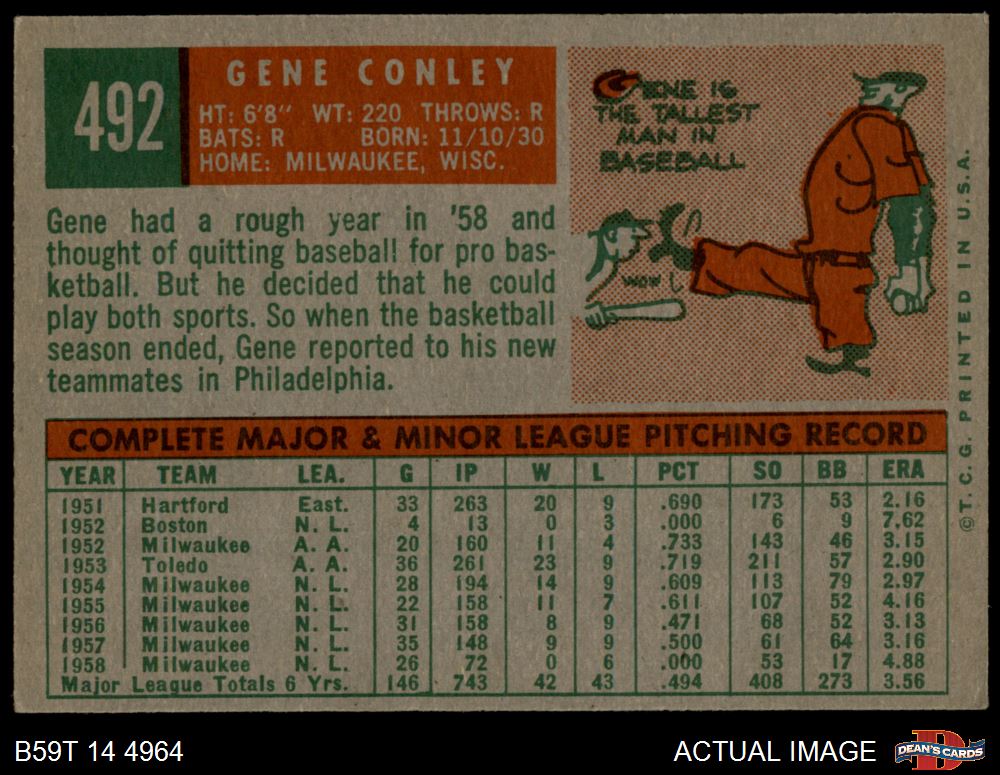 492
GENE CONLEY
HT: 6'8" WT: 220 THROWS: R
BATS: R BORN: 11/10/30
HOME: MILWAUKEE, WISC.
GENE IS
THE TALLEST
MAN IN
BASEBALL
WOW
Gene had a rough year in '58 and
thought of quitting baseball for pro bas-
ketball. But he decided that he could
play both sports. So when the basketball
season ended, Gene reported to his new
teammates in Philadelphia.
©T.C.G. PRINTED IN U.S.A.
COMPLETE MAJOR & MINOR LEAGUE PITCHING RECORD
YEAR TEAM LEA. G IP W L PCT SO BB ERA
1951 Hartford East. 33 263 20 9 .690 173 53 2.16
1952 Boston N. L. 4 13 0 3 .000 6 9 7.62
1952 Milwaukee A. A. 20 160 11 4 .733 143 46 3.15
1953 Toledo A. A. 36 261 23 9 .719 211 57 2.90
1954 Milwaukee N. L. 28 194 14 9 .609 113 79 2.97
1955 Milwaukee N. L. 22 158 11 7 .611 107 52 4.16
1956 Milwaukee N. L. 31 158 8 9 .471 68 52 3.13
1957 Milwaukee N. L. 35 148 9 9 .500 61 64 3.16
1958 Milwaukee N. L. 26 72 0 6 .000 53 17 4.88
Major League Totals 6 Yrs. 146 743 42 43 .494 408 273 3.56
B59T 14 4964
ACTUAL IMAGE
DEAN'S CARDS